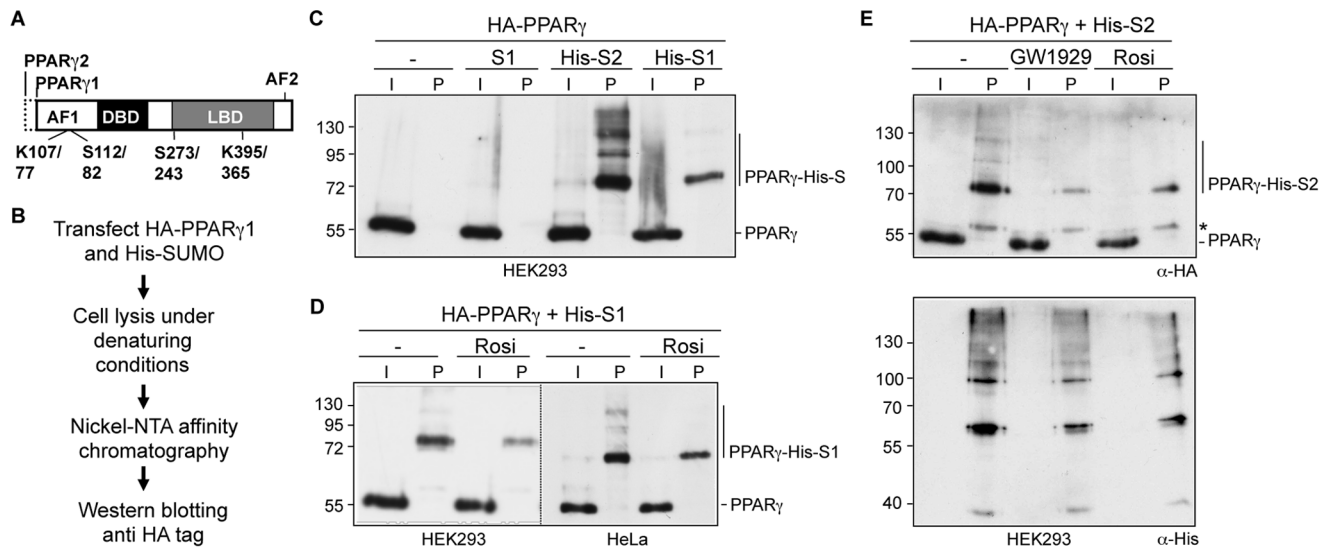 A
PPARγ2
PPARγ1
AF2
AF1 DBD LBD
K107/ S112/ S273/ K395/
77 82 243 365
B
Transfect HA-PPARγ1
and His-SUMO
Cell lysis under
denaturing
conditions
Nickel-NTA affinity
chromatography
Western blotting
anti HA tag
C
HA-PPARγ
- S1 His-S2 His-S1
I P I P I P I P
130
95
72
55
PPARγ-His-S
PPARγ
HEK293
D
HA-PPARγ + His-S1
- Rosi - Rosi
I P I P I P I P
130
95
72
55
PPARγ-His-S1
PPARγ
HEK293 HeLa
E
HA-PPARγ + His-S2
- GW1929 Rosi
I P I P I P
130
100
70
55
PPARγ-His-S2
*
PPARγ
α-HA
130
100
70
55
40
HEK293 α-His